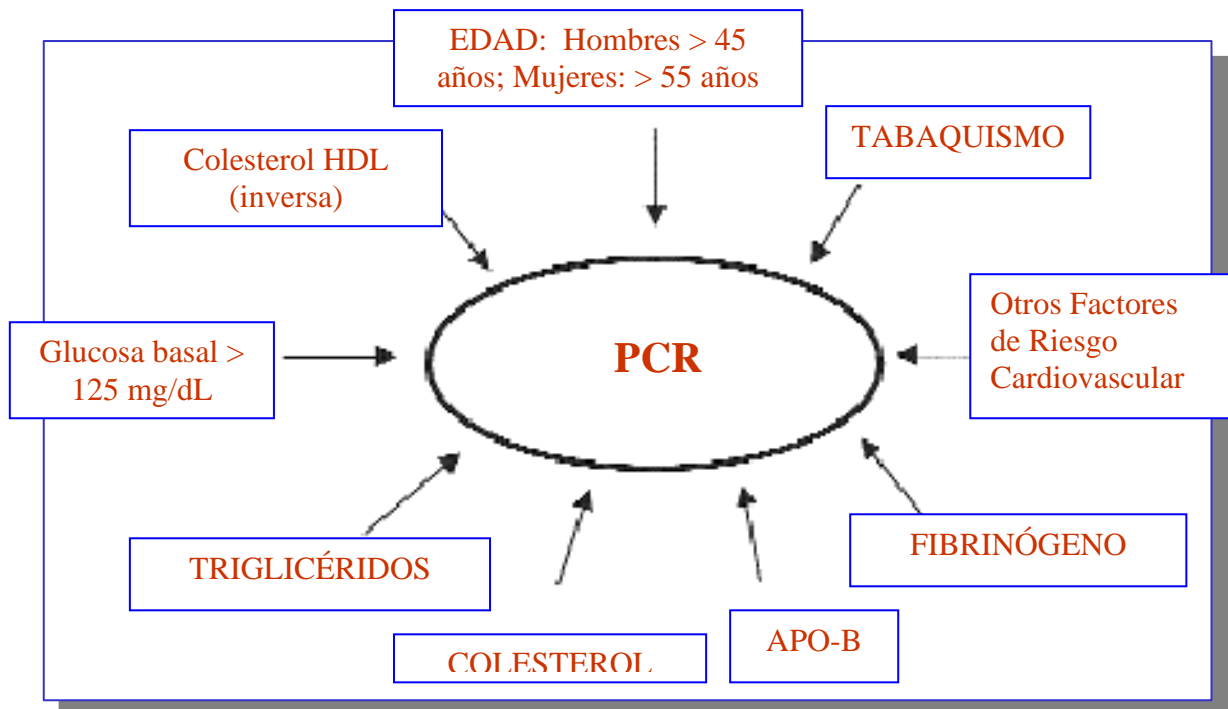 EDAD: Hombres > 45
años; Mujeres: > 55 años
TABAQUISMO
Colesterol HDL
(inversa)
Otros Factores
de Riesgo
Cardiovascular
Glucosa basal >
125 mg/dL
PCR
FIBRINÓGENO
TRIGLICÉRIDOS
APO-B
COLESTEROL